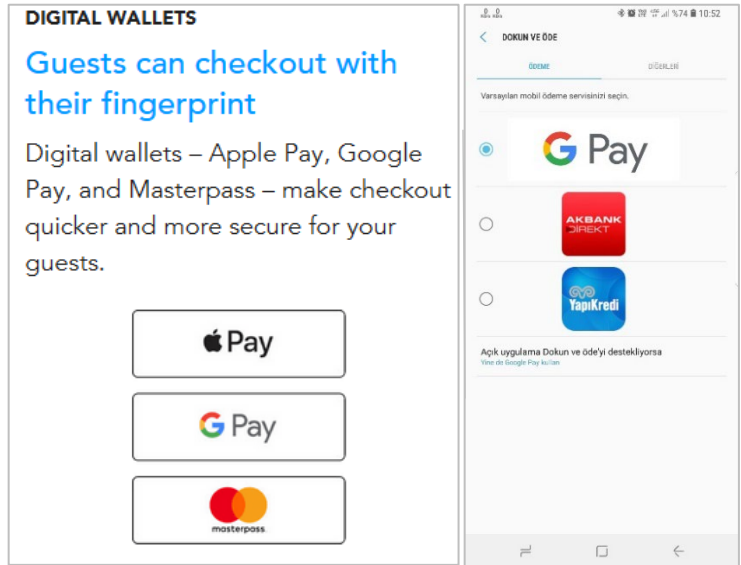 DIGITAL WALLETS
Guests can checkout with
their fingerprint
Digital wallets – Apple Pay, Google
Pay, and Masterpass – make checkout
quicker and more secure for your
guests.
Pay
G Pay
masterpass
%74 10:52
DOKUN VE ÖDE
ÖDEME DİĞERLERİ
Varsayılan mobil ödeme servisinizi seçin.
G Pay
AKBANK
DIREKT
YapıKredi
Açık uygulama Dokun ve öde'yi destekliyorsa
Yine de Google Pay kullan